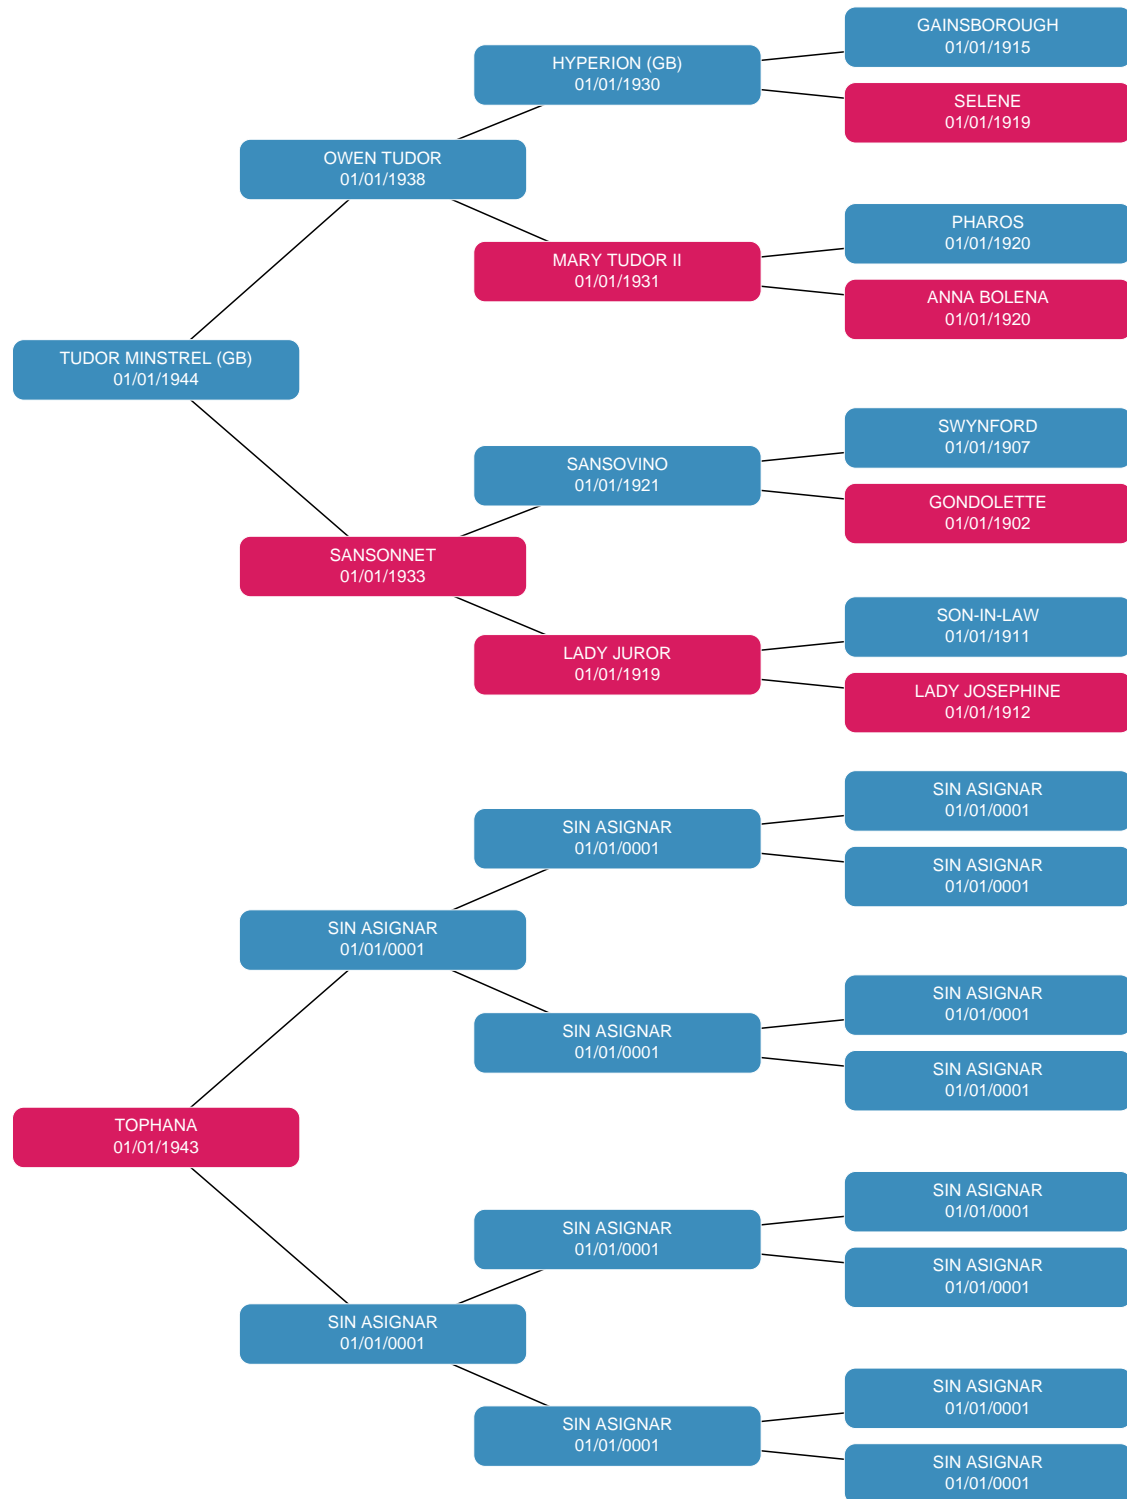 GAINSBOROUGH
01/01/1915
HYPERION (GB)
01/01/1930
SELENE
01/01/1919
OWEN TUDOR
01/01/1938
PHAROS
01/01/1920
MARY TUDOR II
01/01/1931
ANNA BOLENA
01/01/1920
TUDOR MINSTREL (GB)
01/01/1944
SWYNFORD
01/01/1907
SANSOVINO
01/01/1921
GONDOLETTE
01/01/1902
SANSONNET
01/01/1933
SON-IN-LAW
01/01/1911
LADY JUROR
01/01/1919
LADY JOSEPHINE
01/01/1912
SIN ASIGNAR
01/01/0001
SIN ASIGNAR
01/01/0001
SIN ASIGNAR
01/01/0001
SIN ASIGNAR
01/01/0001
SIN ASIGNAR
01/01/0001
SIN ASIGNAR
01/01/0001
SIN ASIGNAR
01/01/0001
TOPHANA
01/01/1943
SIN ASIGNAR
01/01/0001
SIN ASIGNAR
01/01/0001
SIN ASIGNAR
01/01/0001
SIN ASIGNAR
01/01/0001
SIN ASIGNAR
01/01/0001
SIN ASIGNAR
01/01/0001
SIN ASIGNAR
01/01/0001